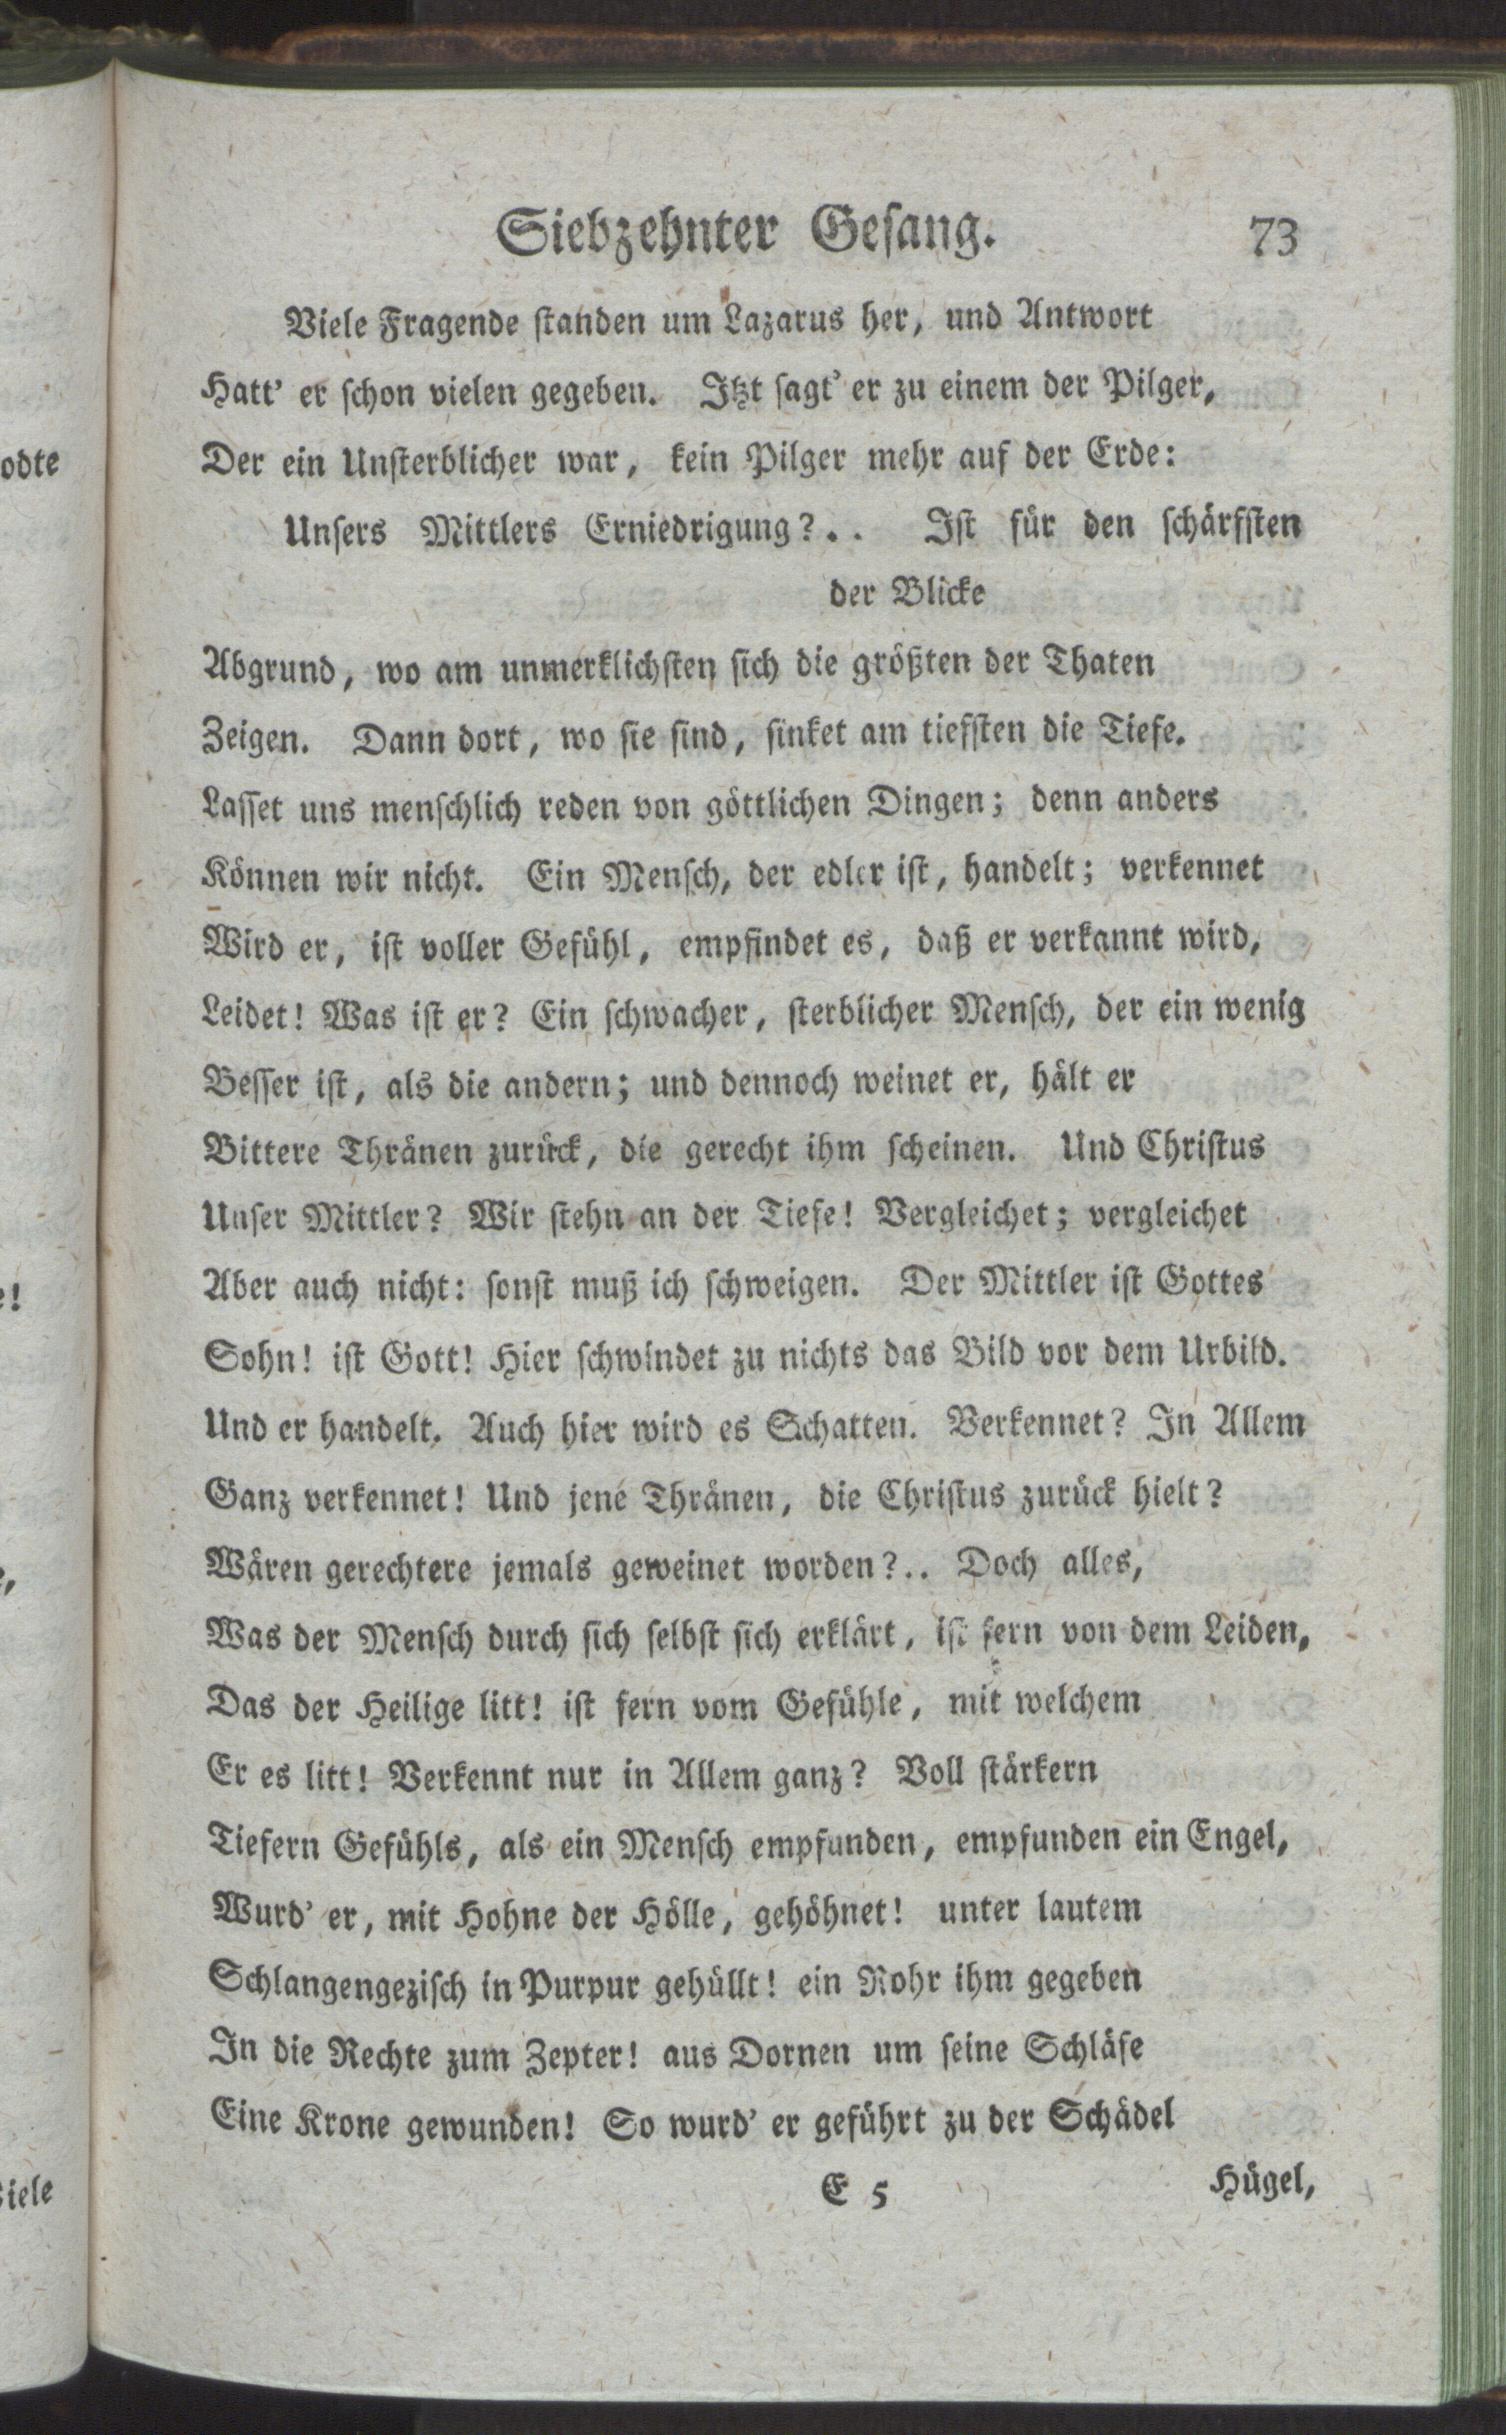 Siebzehnter Gesang. 73
Viele Fragende standen um Lazarus her, und Antwort
Hatt' er schon vielen gegeben. Itzt sagt' er zu einem der Pilger,
Der ein Unsterblicher war, kein Pilger mehr auf der Erde:
Unsers Mittlers Erniedrigung?.. Ist für den schärfsten
der Blicke
Abgrund, wo am unmerklichsten sich die größten der Thaten
Zeigen. Dann dort, wo sie sind, sinket am tiefsten die Tiefe.
Lasset uns menschlich reden von göttlichen Dingen; denn anders
Können wir nicht. Ein Mensch, der edler ist, handelt; verkennet
Wird er, ist voller Gefühl, empfindet es, daß er verkannt wird,
Leidet! Was ist er? Ein schwacher, sterblicher Mensch, der ein wenig
Besser ist, als die andern; und dennoch weinet er, hält er
Bittere Thränen zurück, die gerecht ihm scheinen. Und Christus
Unser Mittler? Wir stehn an der Tiefe! Vergleichet; vergleichet
Aber auch nicht: sonst muß ich schweigen. Der Mittler ist Gottes
Sohn! ist Gott! Hier schwindet zu nichts das Bild vor dem Urbild.
Und er handelt. Auch hier wird es Schatten. Verkennet? In Allem
Ganz verkennet! Und jene Thränen, die Christus zurück hielt?
Wären gerechtere jemals geweinet worden?.. Doch alles,
Was der Mensch durch sich selbst sich erklärt, ist fern von dem Leiden,
Das der Heilige litt! ist fern vom Gefühle, mit welchem
Er es litt! Verkennt nur in Allem ganz? Voll stärkern
Tiefern Gefühls, als ein Mensch empfunden, empfunden ein Engel,
Wurd' er, mit Hohne der Hölle, gehöhnet! unter lautem
Schlangengezisch in Purpur gehüllt! ein Rohr ihm gegeben
In die Rechte zum Zepter! aus Dornen um seine Schläfe
Eine Krone gewunden! So wurd' er geführt zu der Schädel
E 5 Hügel,